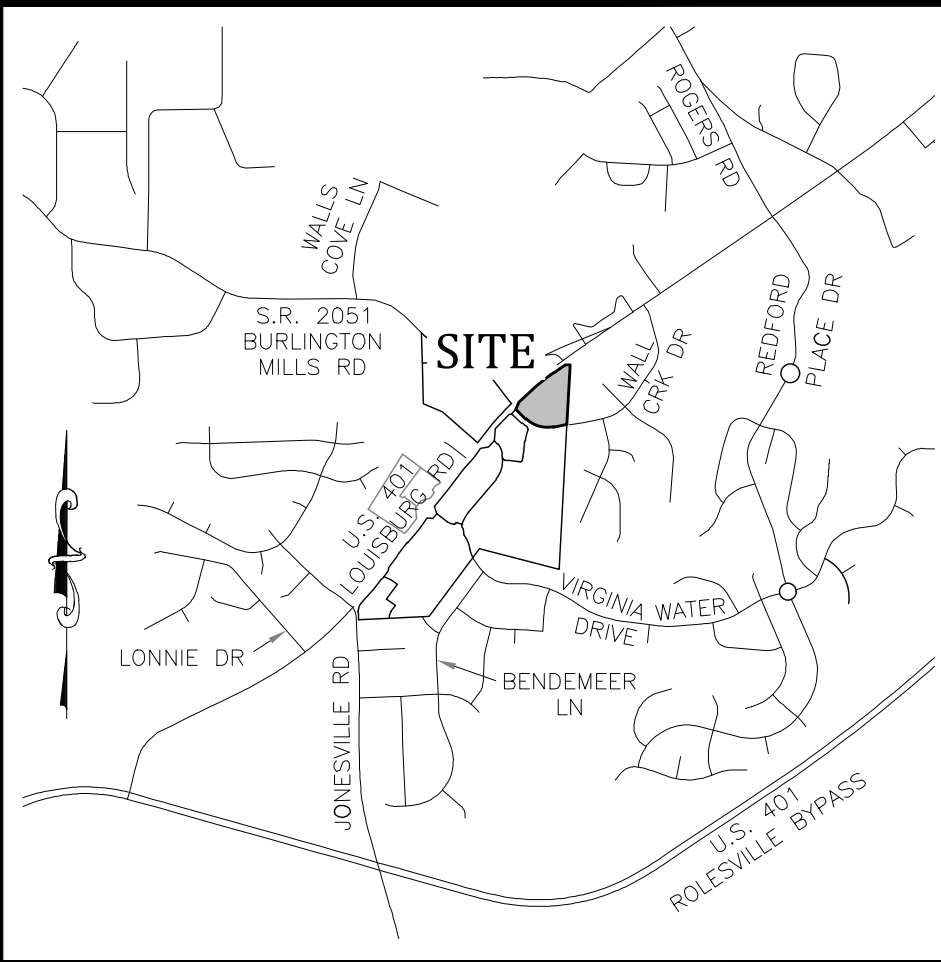 ROGERS RD
WALLS
COVE LN
S.R. 2051
BURLINGTON
MILLS RD
SITE
WALL
CRK DR
REDFORD
PLACE DR
U.S. 401
LOUISBURG RD
VIRGINIA WATER
DRIVE
LONNIE DR
BENDEMEER
LN
JONESVILLE RD
U.S. 401
ROLESVILLE BYPASS